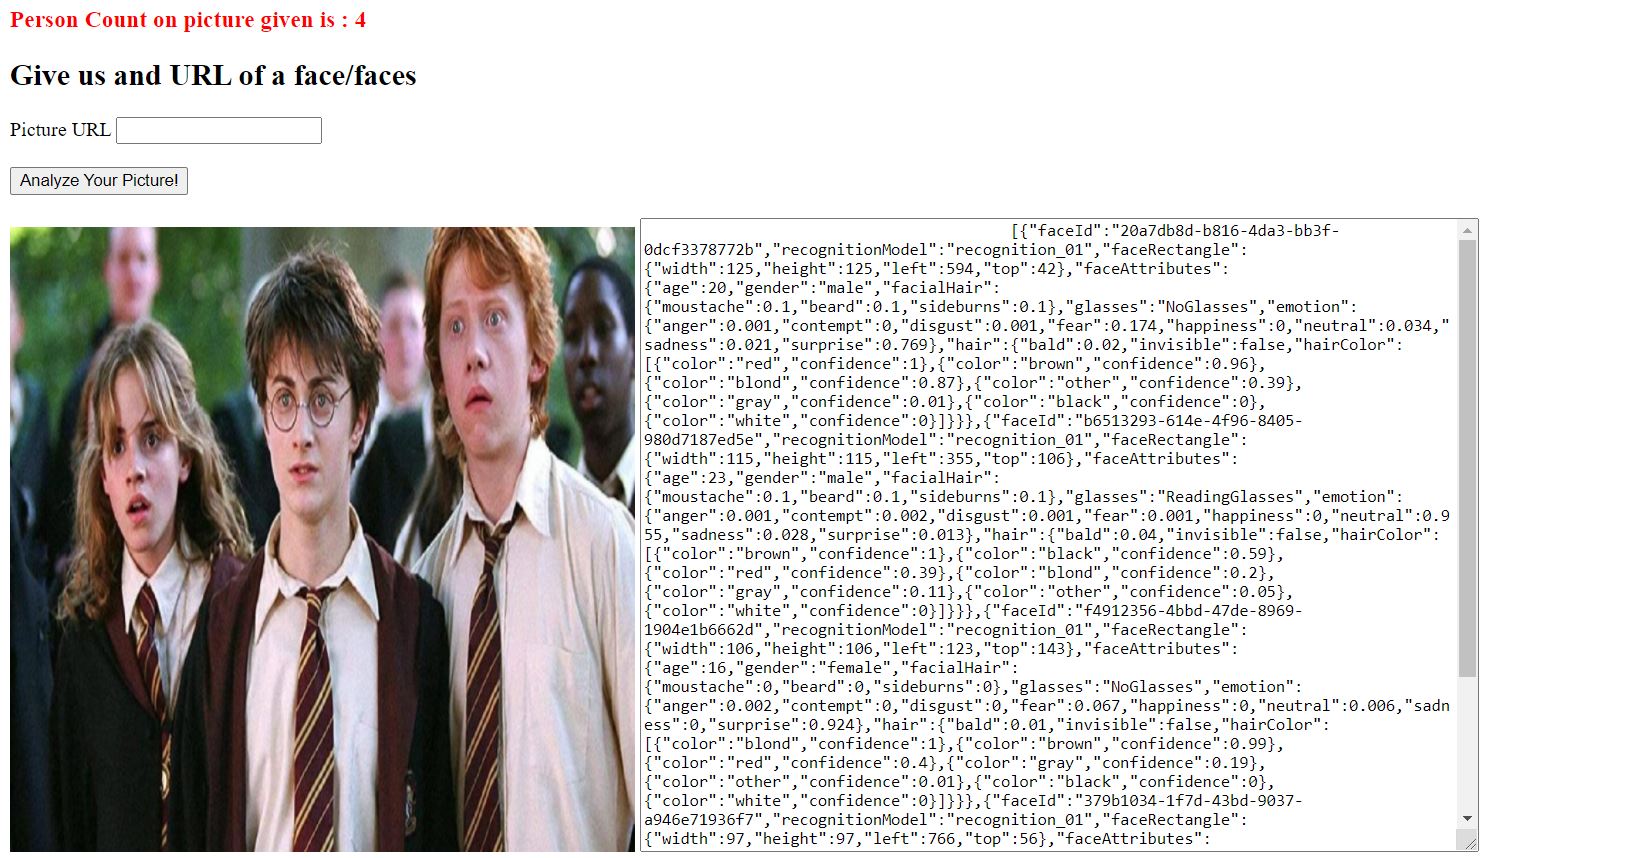 Person Count on picture given is : 4
Give us and URL of a face/faces
Picture URL
Analyze Your Picture!
[{"faceId":"20a7db8d-b816-4da3-bb3f-
0dcf3378772b","recognitionModel":"recognition_01","faceRectangle":
{"width":125,"height":125,"left":594,"top":42},"faceAttributes":
{"age":20,"gender":"male","facialHair":
{"moustache":0.1,"beard":0.1,"sideburns":0.1},"glasses":"NoGlasses","emotion":
{"anger":0.001,"contempt":0,"disgust":0.001,"fear":0.174,"happiness":0,"neutral":0.034,"
sadness":0.021,"surprise":0.769},"hair":{"bald":0.02,"invisible":false,"hairColor":
[{"color":"red","confidence":1},{"color":"brown","confidence":0.96},
{"color":"blond","confidence":0.87},{"color":"other","confidence":0.39},
{"color":"gray","confidence":0.01},{"color":"black","confidence":0},
{"color":"white","confidence":0}]}}},{"faceId":"b6513293-614e-4f96-8405-
980d7187ed5e","recognitionModel":"recognition_01","faceRectangle":
{"width":115,"height":115,"left":355,"top":106},"faceAttributes":
{"age":23,"gender":"male","facialHair":
{"moustache":0.1,"beard":0.1,"sideburns":0.1},"glasses":"ReadingGlasses","emotion":
{"anger":0.001,"contempt":0.002,"disgust":0.001,"fear":0.001,"happiness":0,"neutral":0.9
55,"sadness":0.028,"surprise":0.013},"hair":{"bald":0.04,"invisible":false,"hairColor":
[{"color":"brown","confidence":1},{"color":"black","confidence":0.59},
{"color":"red","confidence":0.39},{"color":"blond","confidence":0.2},
{"color":"gray","confidence":0.11},{"color":"other","confidence":0.05},
{"color":"white","confidence":0}]}}},{"faceId":"f4912356-4bbd-47de-8969-
1904e1b6662d","recognitionModel":"recognition_01","faceRectangle":
{"width":106,"height":106,"left":123,"top":143},"faceAttributes":
{"age":16,"gender":"female","facialHair":
{"moustache":0,"beard":0,"sideburns":0},"glasses":"NoGlasses","emotion":
{"anger":0.002,"contempt":0,"disgust":0,"fear":0.067,"happiness":0,"neutral":0.006,"sadn
ess":0,"surprise":0.924},"hair":{"bald":0.01,"invisible":false,"hairColor":
[{"color":"blond","confidence":1},{"color":"brown","confidence":0.99},
{"color":"red","confidence":0.4},{"color":"gray","confidence":0.19},
{"color":"other","confidence":0.01},{"color":"black","confidence":0},
{"color":"white","confidence":0}]}}},{"faceId":"379b1034-1f7d-43bd-9037-
a946e71936f7","recognitionModel":"recognition_01","faceRectangle":
{"width":97,"height":97,"left":766,"top":56},"faceAttributes":